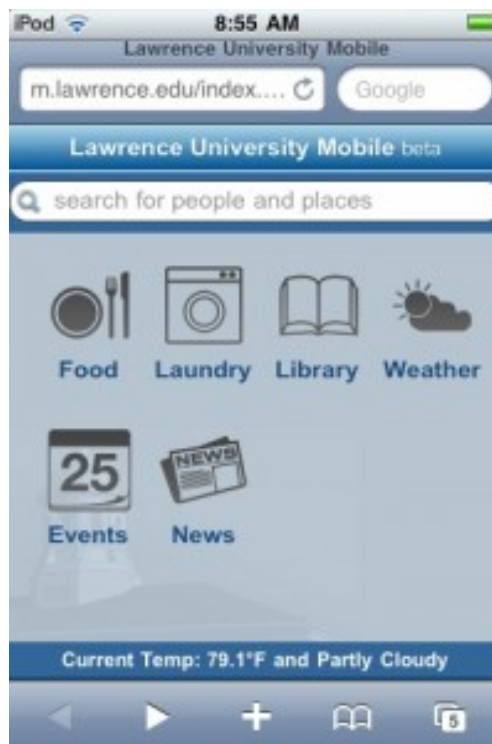 iPod 8:55 AM
Lawrence University Mobile
m.lawrence.edu/index.... Google
Lawrence University Mobile beta
search for people and places
Food Laundry Library Weather
25 NEWS
Events News
Current Temp: 79.1°F and Partly Cloudy
5